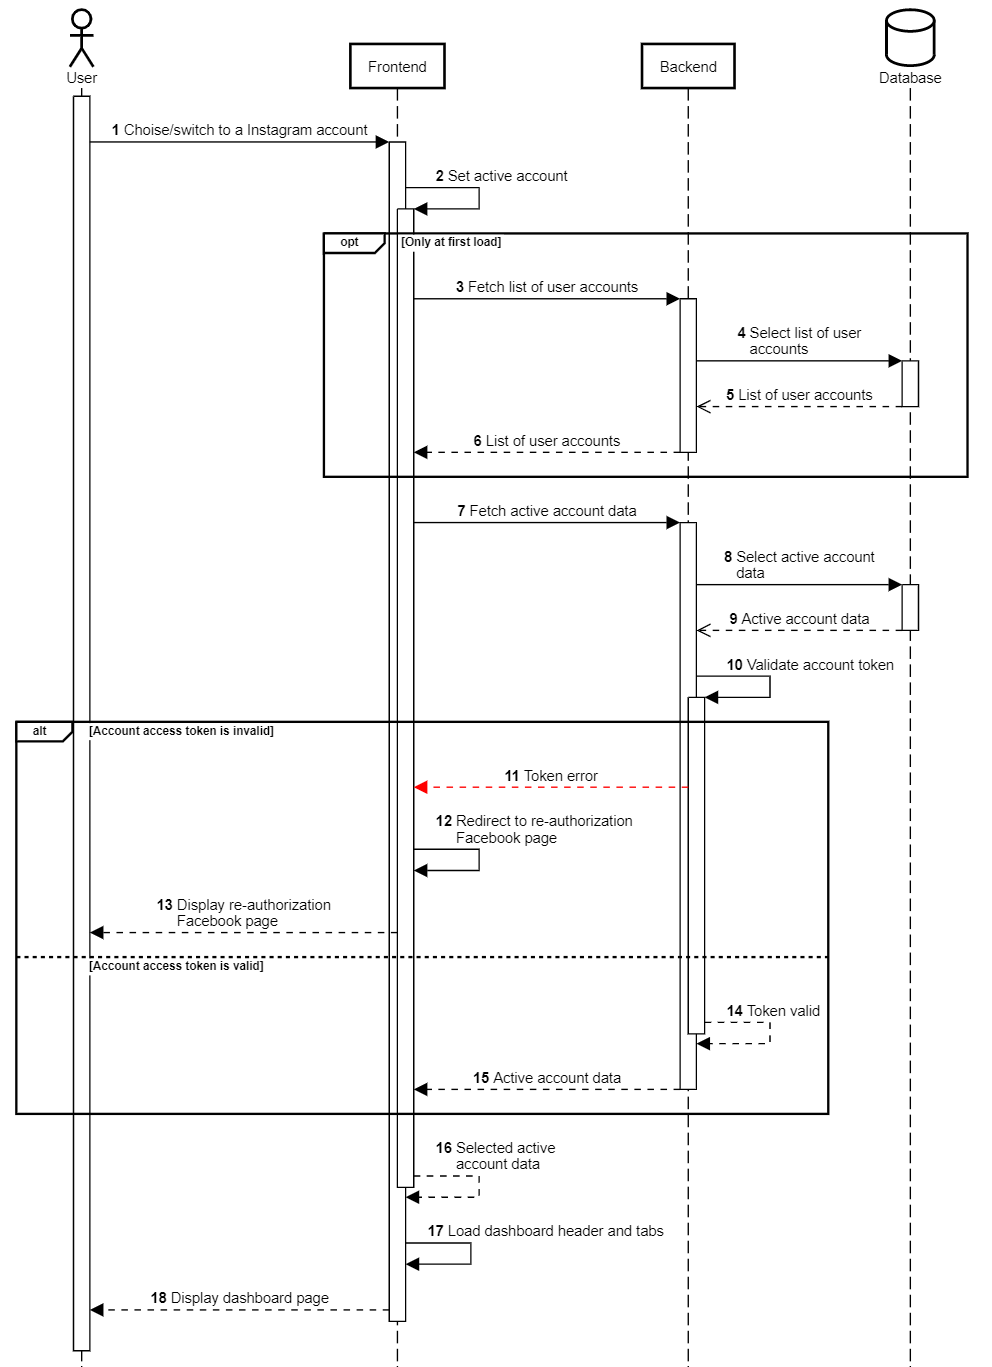 User
Frontend
Backend
Database
1 Choise/switch to a Instagram account
2 Set active account
opt
[Only at first load]
3 Fetch list of user accounts
4 Select list of user
accounts
5 List of user accounts
6 List of user accounts
7 Fetch active account data
8 Select active account
data
9 Active account data
10 Validate account token
alt
[Account access token is invalid]
11 Token error
12 Redirect to re-authorization
Facebook page
13 Display re-authorization
Facebook page
[Account access token is valid]
14 Token valid
15 Active account data
16 Selected active
account data
17 Load dashboard header and tabs
18 Display dashboard page